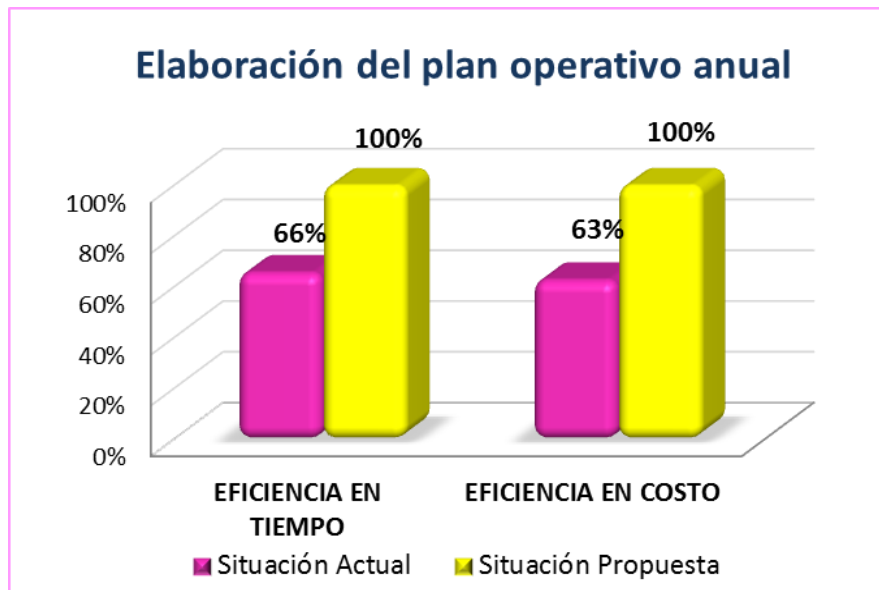 Elaboración del plan operativo anual
100%
100%
66%
63%
100%
80%
60%
40%
20%
0%
EFICIENCIA EN
TIEMPO
EFICIENCIA EN COSTO
Situación Actual
Situación Propuesta